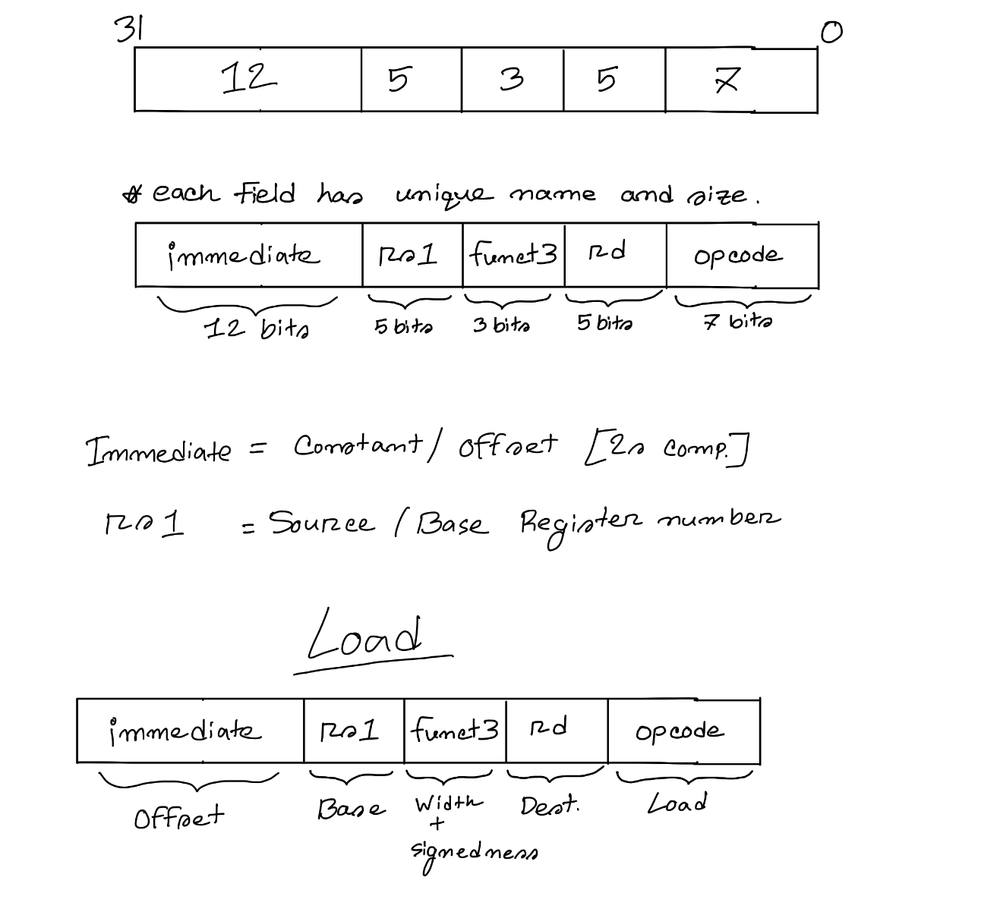 31 0
12 5 3 5 7
* each field has unique name and size.
immediate rs1 funct3 rd opcode
12 bits 5 bits 3 bits 5 bits 7 bits
Immediate = Constant / offset [2s comp.]
rs1 = Source / Base Register number
Load
immediate rs1 funct3 rd opcode
Offset Base Width Dest. Load
+
signedness